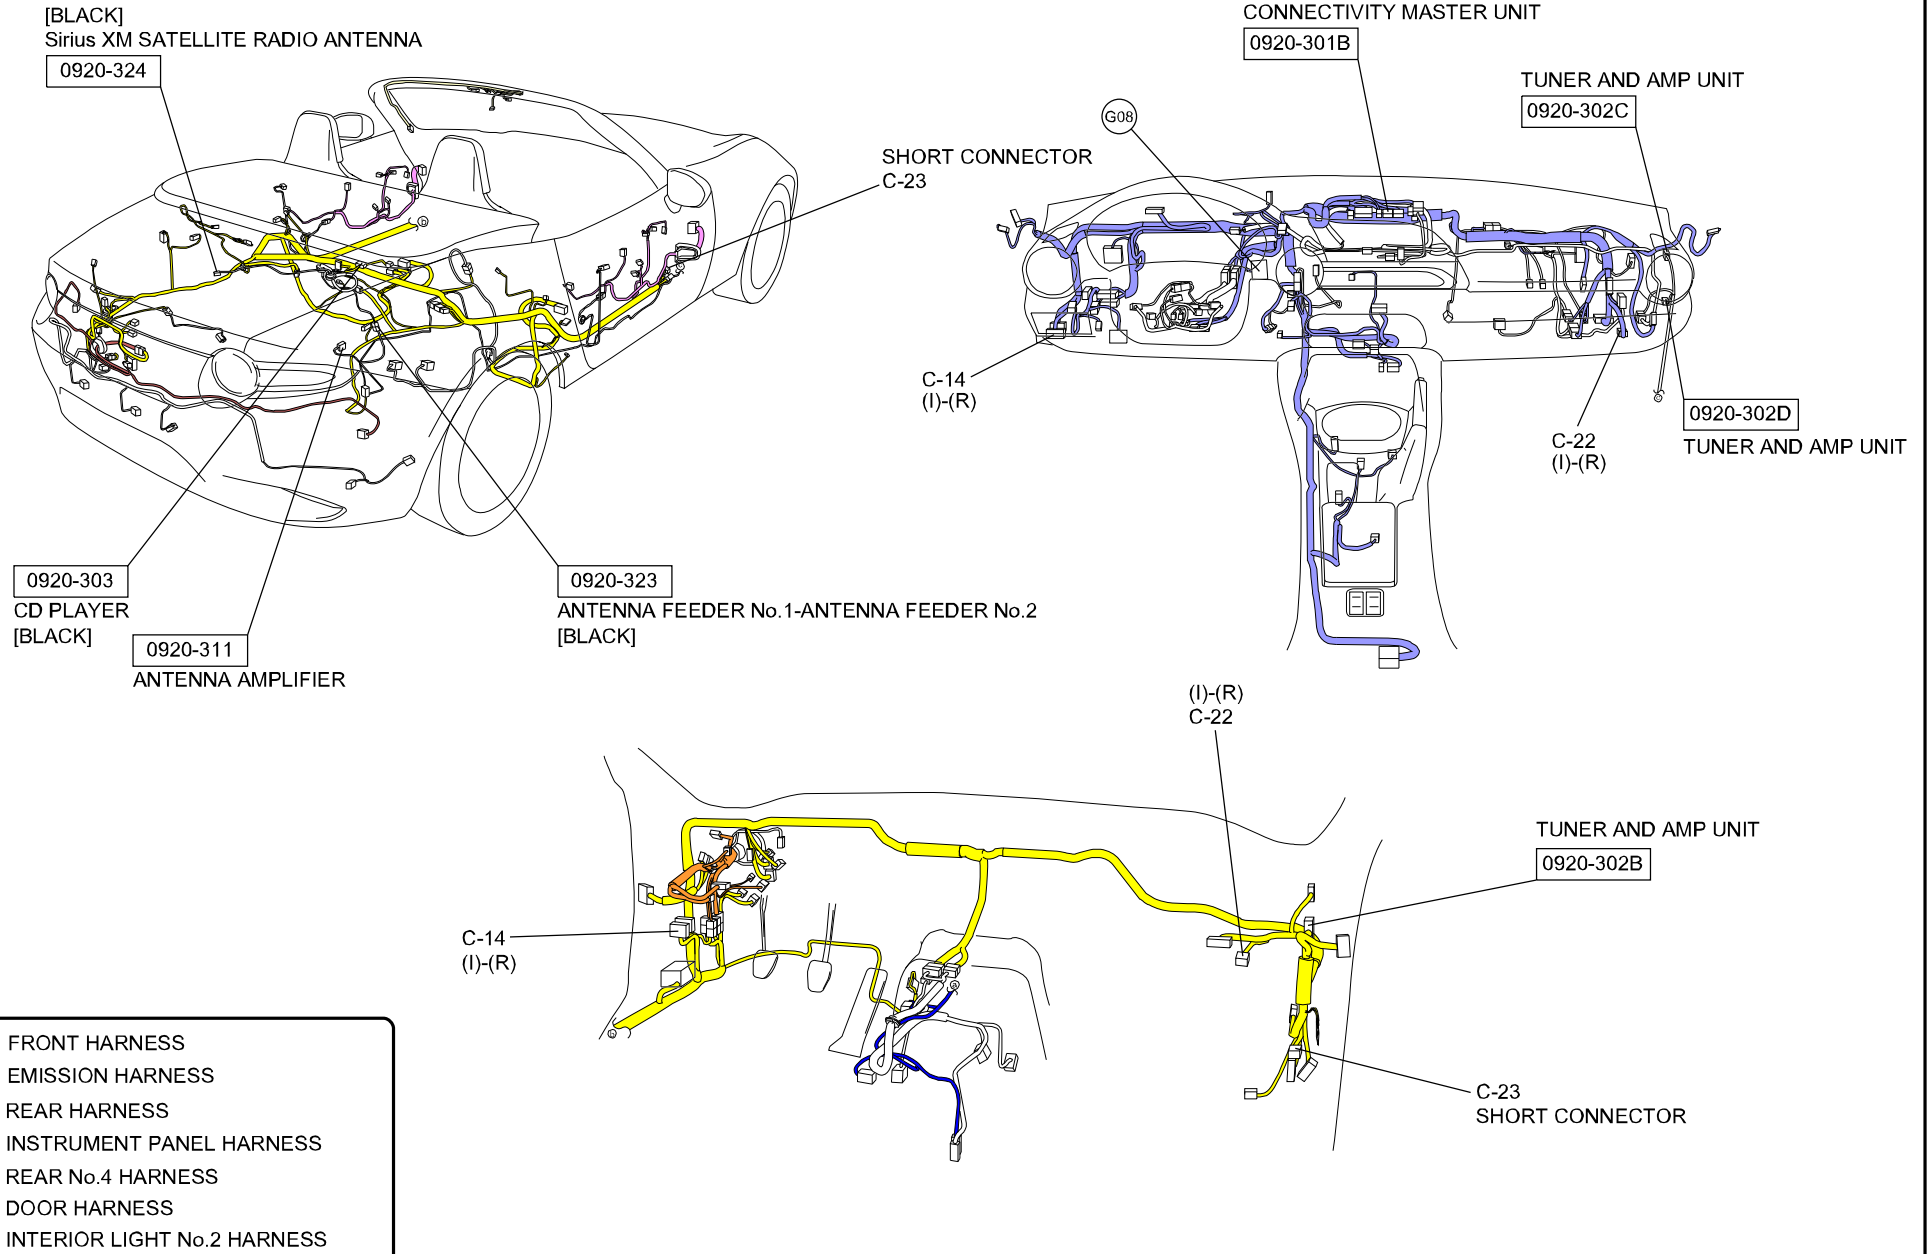 [BLACK]
Sirius XM SATELLITE RADIO ANTENNA
0920-324
CONNECTIVITY MASTER UNIT
0920-301B
TUNER AND AMP UNIT
0920-302C
G08
SHORT CONNECTOR
C-23
C-14
(I)-(R)
C-22
(I)-(R)
0920-302D
TUNER AND AMP UNIT
0920-303
CD PLAYER
[BLACK]
0920-311
ANTENNA AMPLIFIER
0920-323
ANTENNA FEEDER No.1-ANTENNA FEEDER No.2
[BLACK]
(I)-(R)
C-22
TUNER AND AMP UNIT
0920-302B
C-14
(I)-(R)
C-23
SHORT CONNECTOR
FRONT HARNESS
EMISSION HARNESS
REAR HARNESS
INSTRUMENT PANEL HARNESS
REAR No.4 HARNESS
DOOR HARNESS
INTERIOR LIGHT No.2 HARNESS